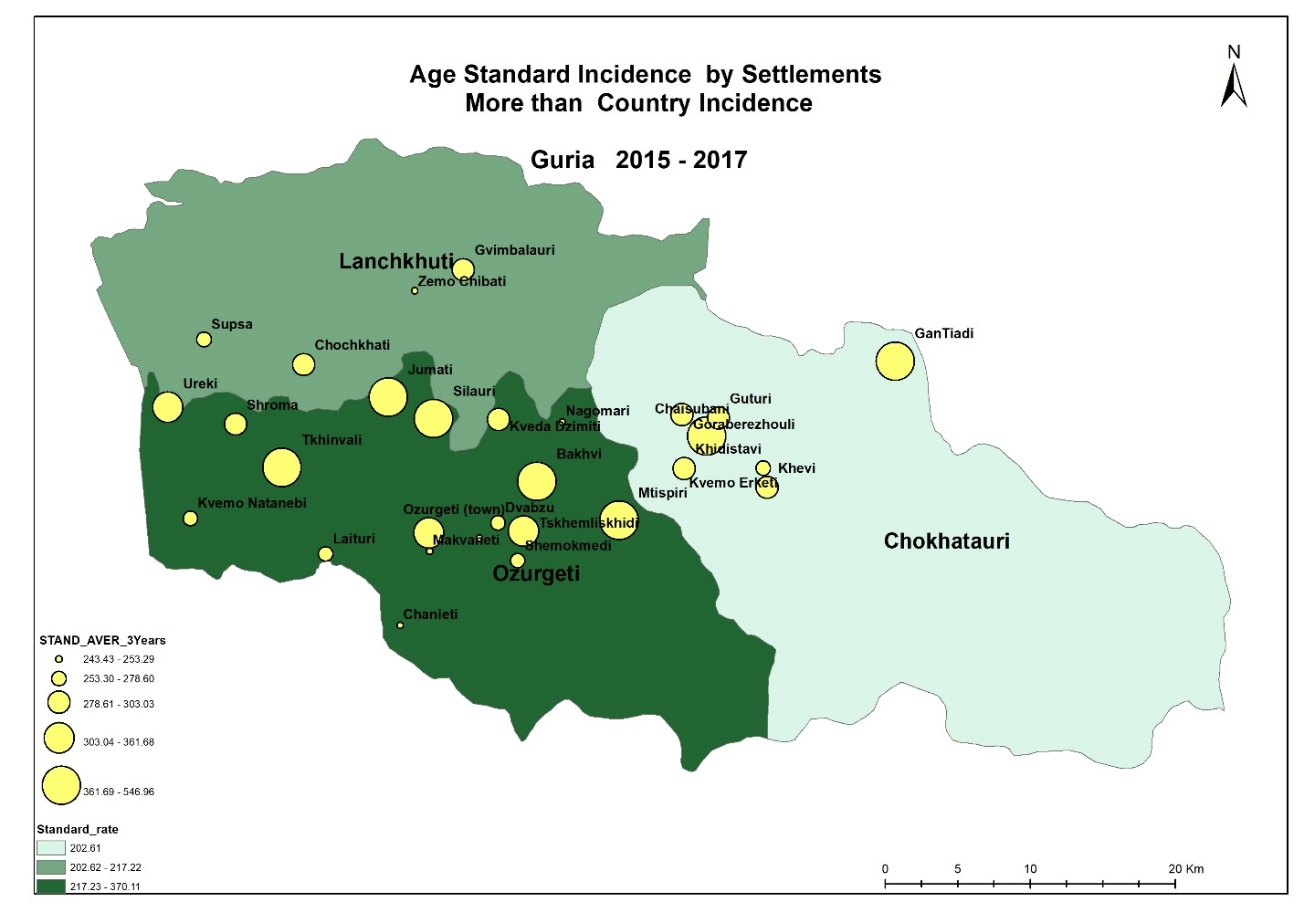 N
Age Standard Incidence by Settlements
More than Country Incidence
Guria 2015 - 2017
Gvimbalauri
Lanchkhuti
Zemo Chibati
Supsa
GanTiadi
Chochkhati
Jumati
Ureki
Silauri
Guturi
Shroma
Nagomari
Chaisubani
Kveda Dzimiti
Goraberezhouli
Tkhinvali
Khidistavi
Bakhvi
Khevi
Kvemo Erketi
Mtispiri
Kvemo Natanebi
Ozurgeti (town)
Dvabzu
Tskhemliskhidi
Laituri
Makvaneti
Shemokmedi
Chokhatauri
Ozurgeti
Chanieti
STAND_AVER_3Years
243.43 - 253.29
253.30 - 278.60
278.61 - 303.03
303.04 - 361.68
361.69 - 546.96
Standard_rate
202.61
202.62 - 217.22
217.23 - 370.11
0 5 10 20 Km